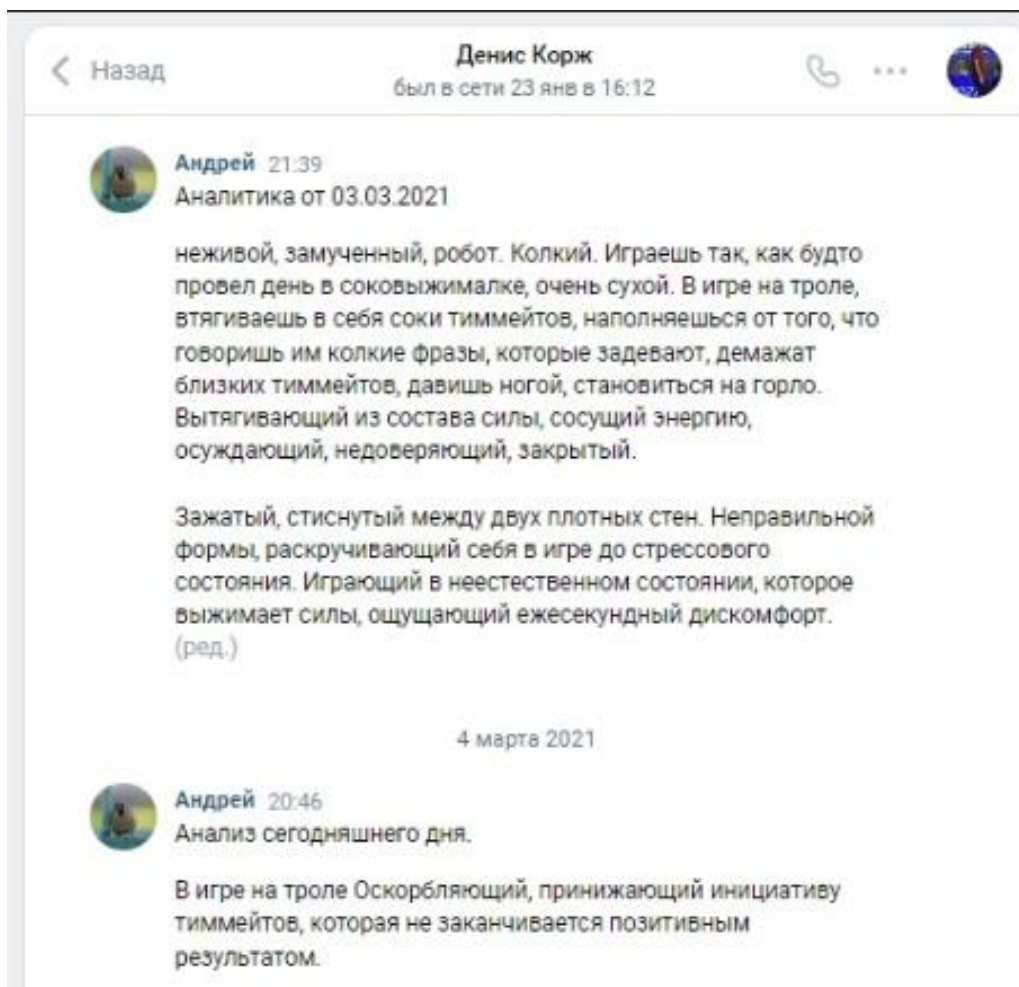 Назад
Денис Корж
был в сети 23 янв в 16:12
Андрей 21:39
Аналитика от 03.03.2021
неживой, замученный, робот. Колкий. Играешь так, как будто
провел день в соковыжималке, очень сухой. В игре на троле,
втягиваешь в себя соки тиммейтов, наполняешься от того, что
говоришь им колкие фразы, которые задевают, демажат
близких тиммейтов, давишь ногой, становиться на горло.
Вытягивающий из состава силы, сосущий энергию,
осуждающий, недоверяющий, закрытый.
Зажатый, стиснутый между двух плотных стен. Неправильной
формы, раскручивающий себя в игре до стрессового
состояния. Играющий в неестественном состоянии, которое
выжимает силы, ощущающий ежесекундный дискомфорт.
(ред.)
4 марта 2021
Андрей 20:46
Анализ сегодняшнего дня.
В игре на троле Оскорбляющий, принижающий инициативу
тиммейтов, которая не заканчивается позитивным
результатом.